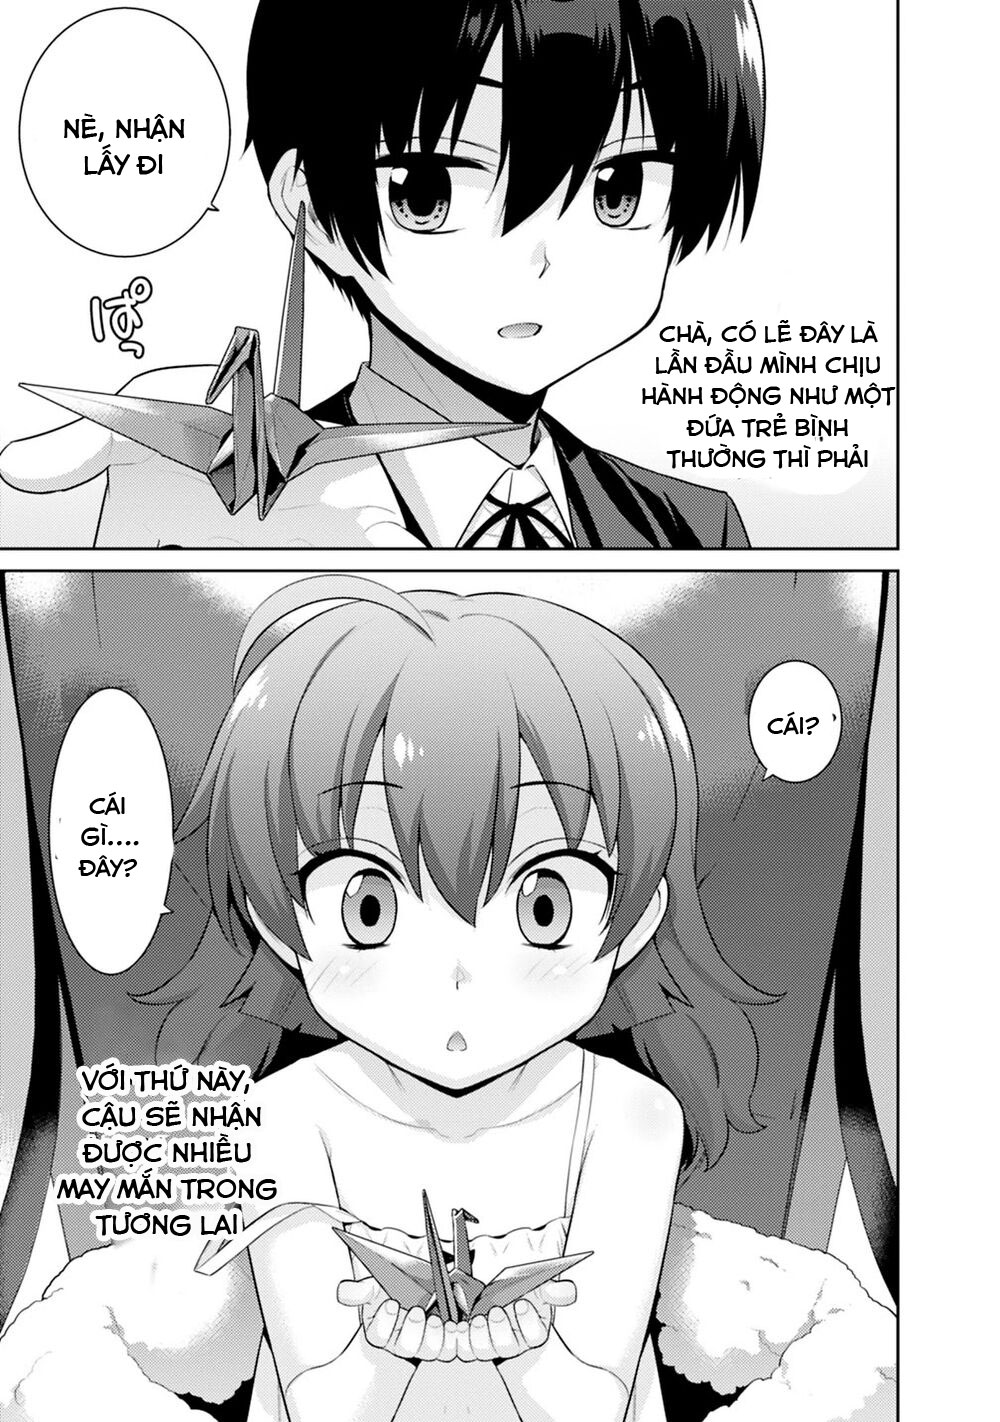 NÈ, NHẬN
LẤY ĐI
ぱっ
CHÀ, CÓ LẼ ĐÂY LÀ
LẦN ĐẦU MÌNH CHỊU
HÀNH ĐỘNG NHƯ MỘT
ĐỨA TRẺ BÌNH
THƯỜNG THÌ PHẢI
CÁI?
CÁI
GÌ....
ĐÂY?
VỚI THỨ NÀY,
CẬU SẼ NHẬN
ĐƯỢC NHIỀU
MAY MẮN TRONG
TƯƠNG LAI